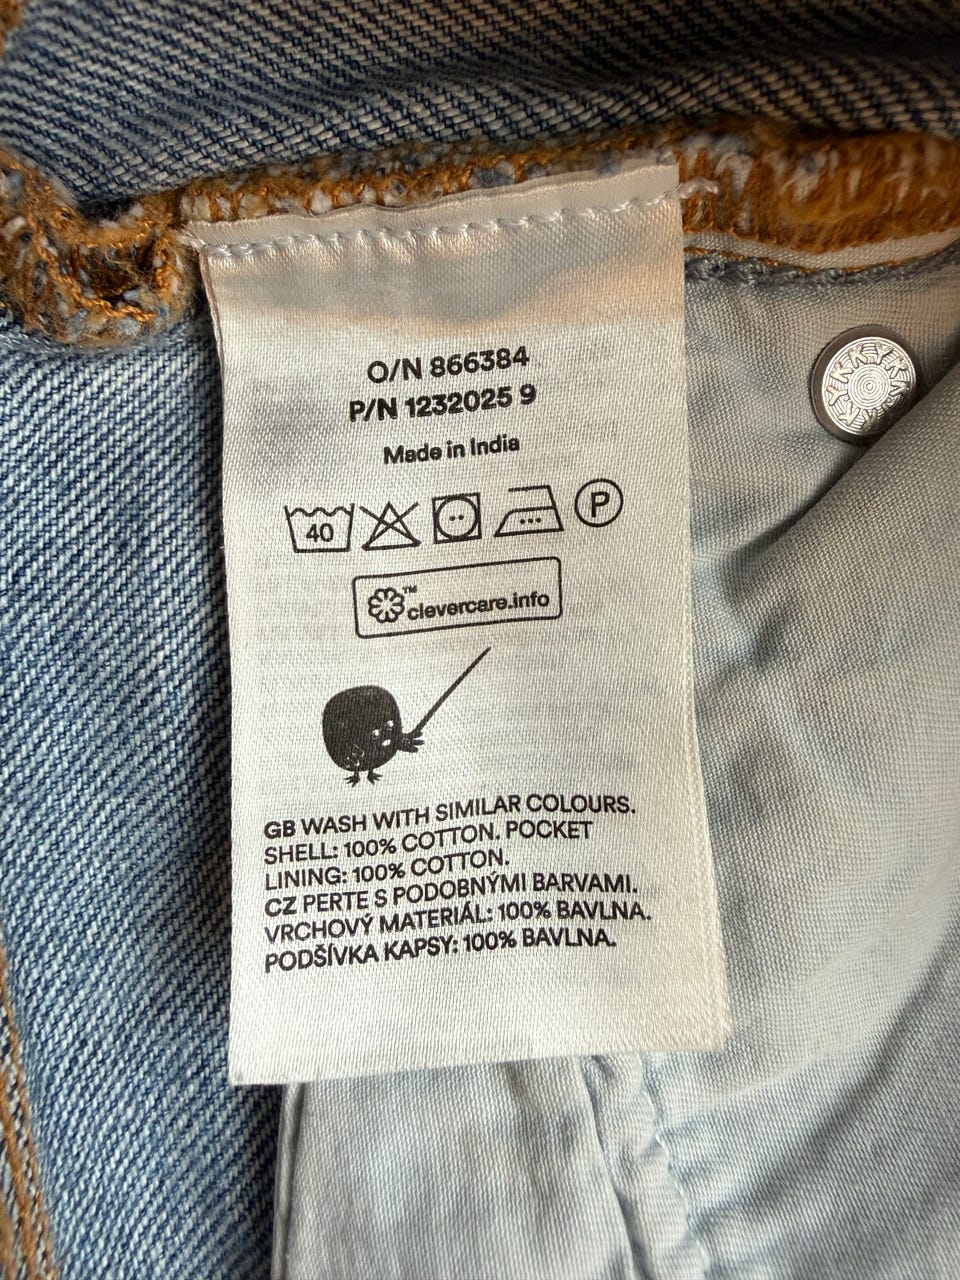 O/N 866384
P/N 1232025 9
Made in India
40 P
™clevercare.info
GB WASH WITH SIMILAR COLOURS.
SHELL: 100% COTTON. POCKET
LINING: 100% COTTON.
CZ PERTE S PODOBNÝMI BARVAMI.
VRCHOVÝ MATERIÁL: 100% BAVLNA.
PODŠÍVKA KAPSY: 100% BAVLNA.